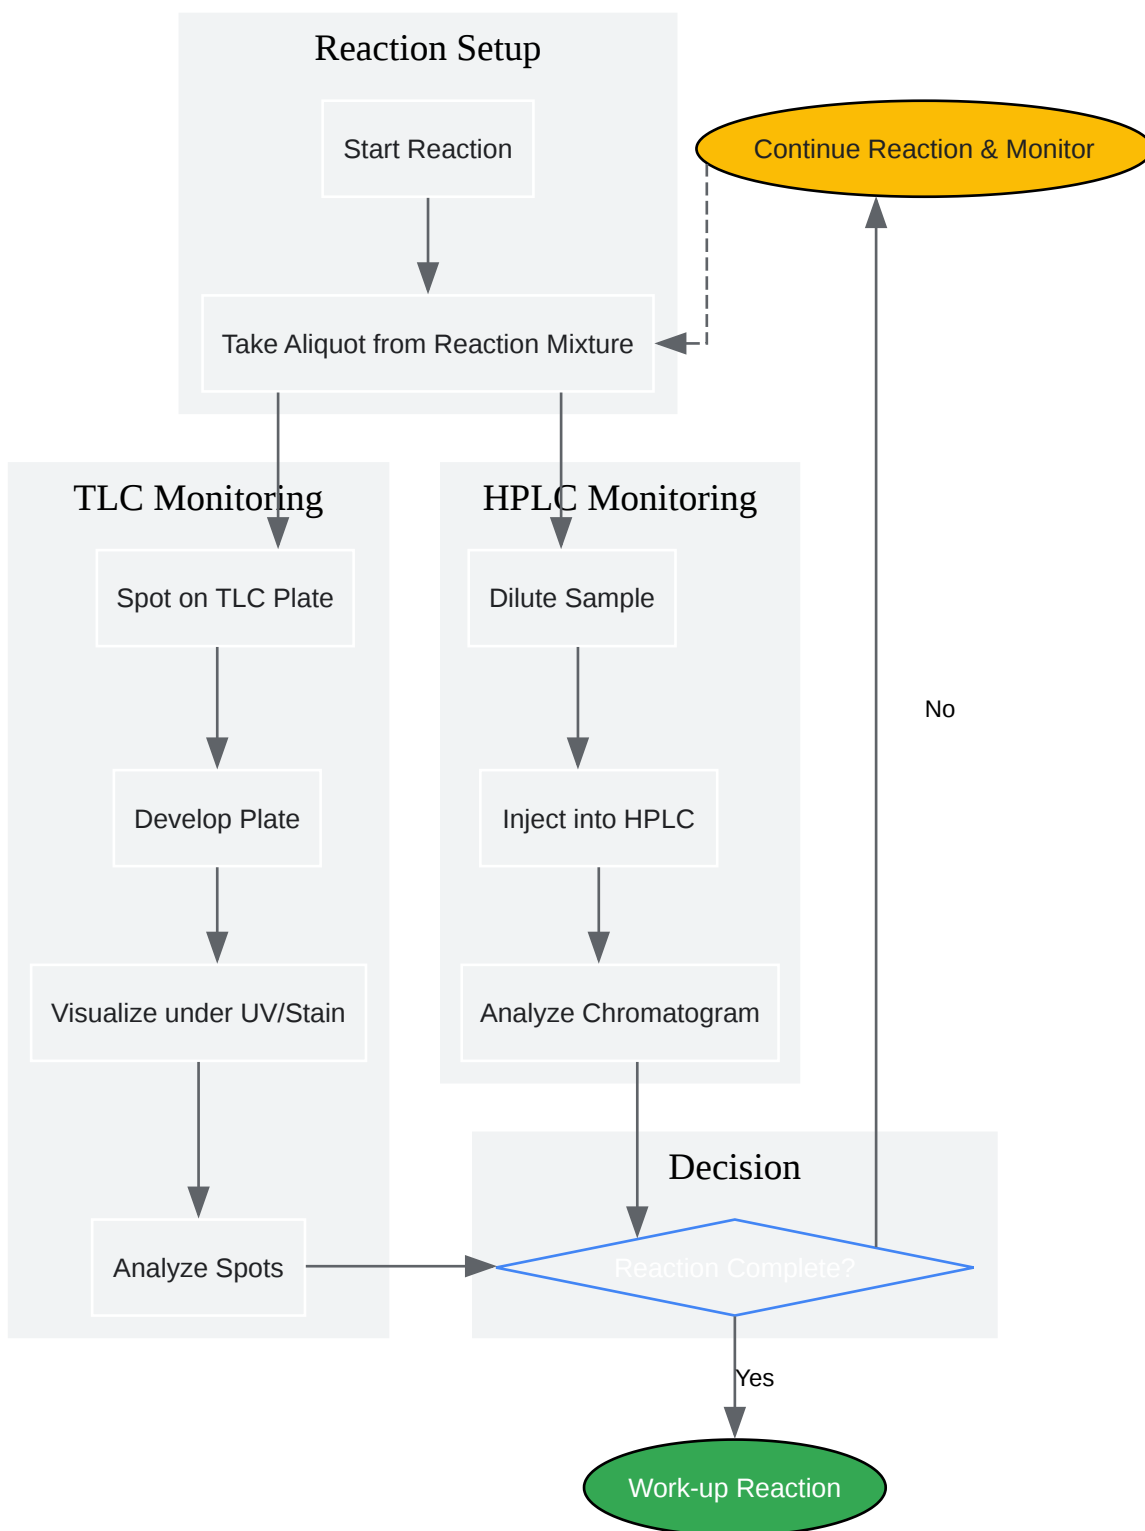 Reaction Setup
Start Reaction
Continue Reaction & Monitor
Take Aliquot from Reaction Mixture
TLC Monitoring
HPLC Monitoring
Spot on TLC Plate
Dilute Sample
No
Develop Plate
Inject into HPLC
Visualize under UV/Stain
Analyze Chromatogram
Decision
Analyze Spots
Reaction Complete?
Yes
Work-up Reaction